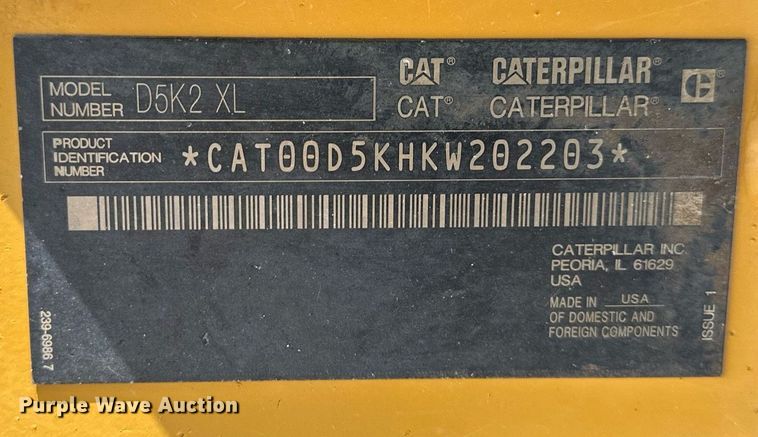 MODEL NUMBER D5K2 XL
CAT® CATERPILLAR
CAT® CATERPILLAR®
PRODUCT IDENTIFICATION NUMBER *CAT00D5KHKW202203*
CATERPILLAR INC.
PEORIA, IL 61629
USA
MADE IN USA
OF DOMESTIC AND
FOREIGN COMPONENTS
ISSUE 1
239-6986 7
Purple Wave Auction